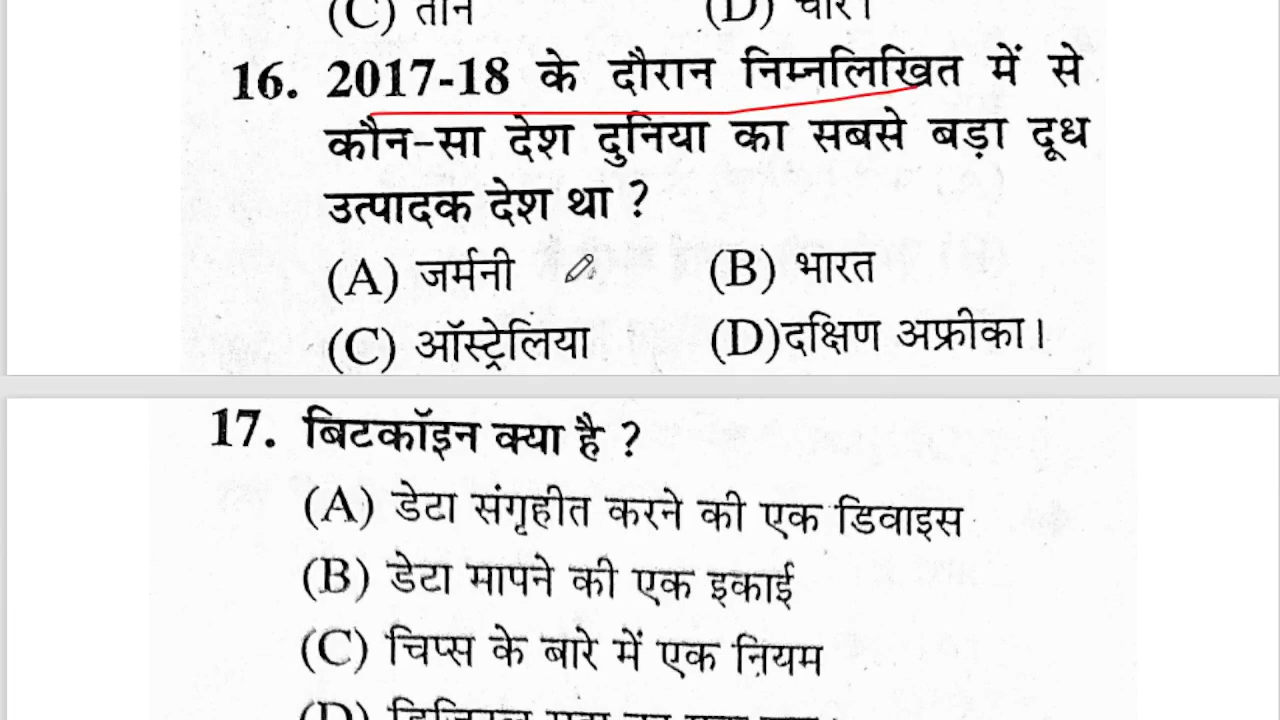 (C) तीन (D) चार।
16. 2017-18 के दौरान निम्नलिखित में से
कौन-सा देश दुनिया का सबसे बड़ा दूध
उत्पादक देश था ?
(A) जर्मनी (B) भारत
(C) ऑस्ट्रेलिया (D)दक्षिण अफ्रीका।
17. बिटकॉइन क्या है ?
(A) डेटा संगृहीत करने की एक डिवाइस
(B) डेटा मापने की एक इकाई
(C) चिप्स के बारे में एक नियम
(D)